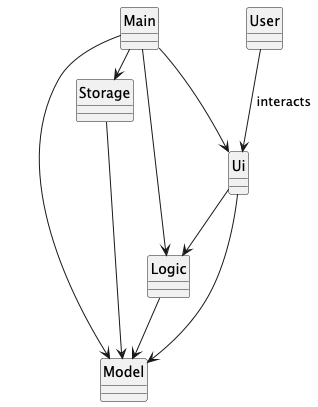 Main
User
Storage
interacts
Ui
Logic
Model